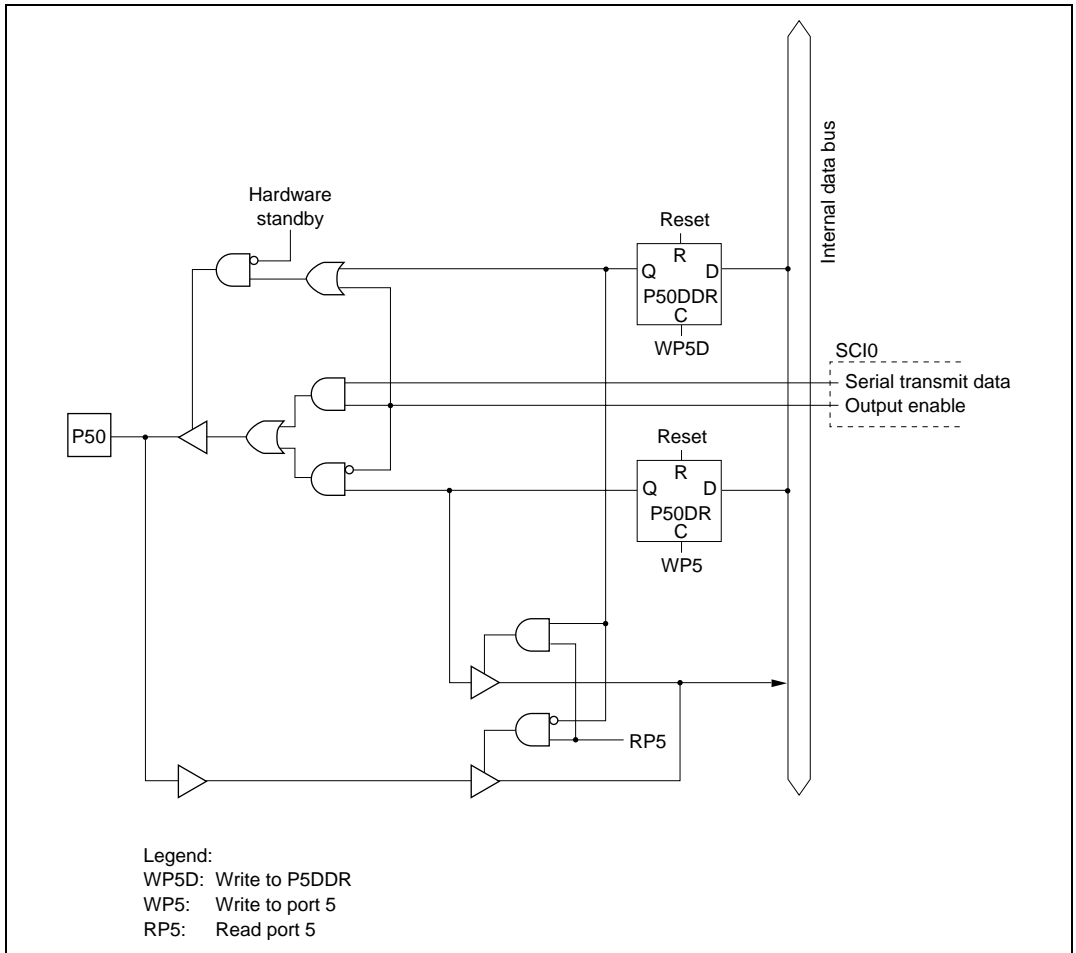 Hardware
standby
Reset
R
Q D
P50DDR
C
WP5D
Internal data bus
SCI0
Serial transmit data
Output enable
P50
Reset
R
Q D
P50DR
C
WP5
RP5
Legend:
WP5D: Write to P5DDR
WP5: Write to port 5
RP5: Read port 5